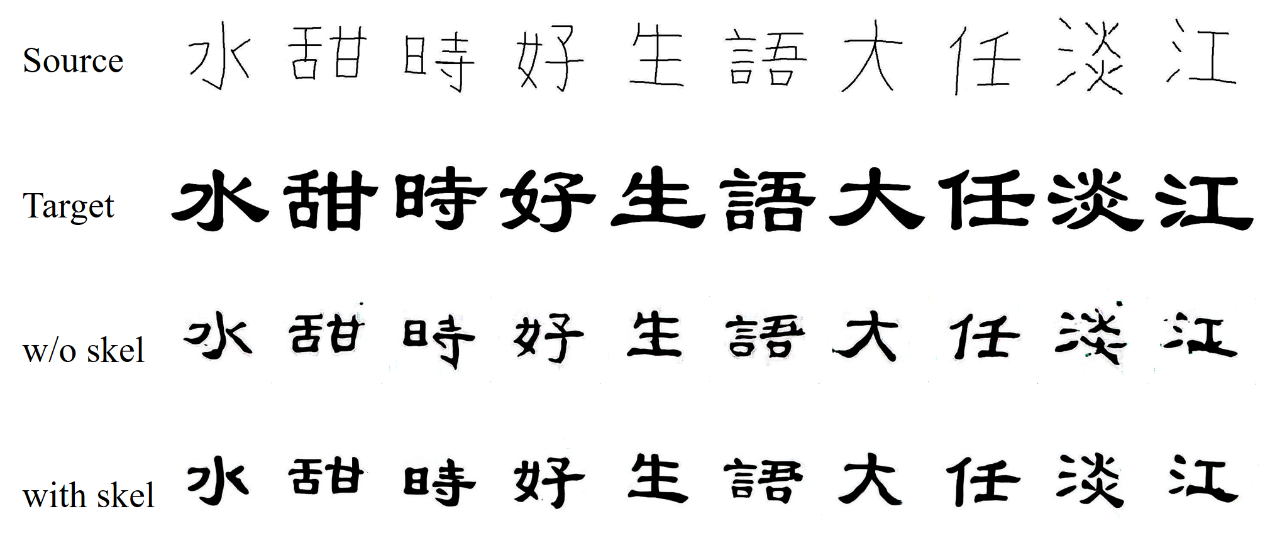 Source 水 甜 時 好 生 語 大 任 淡 江
Target 水 甜 時 好 生 語 大 任 淡 江
w/o skel 水 甜 時 好 生 語 大 任 淡 江
with skel 水 甜 時 好 生 語 大 任 淡 江